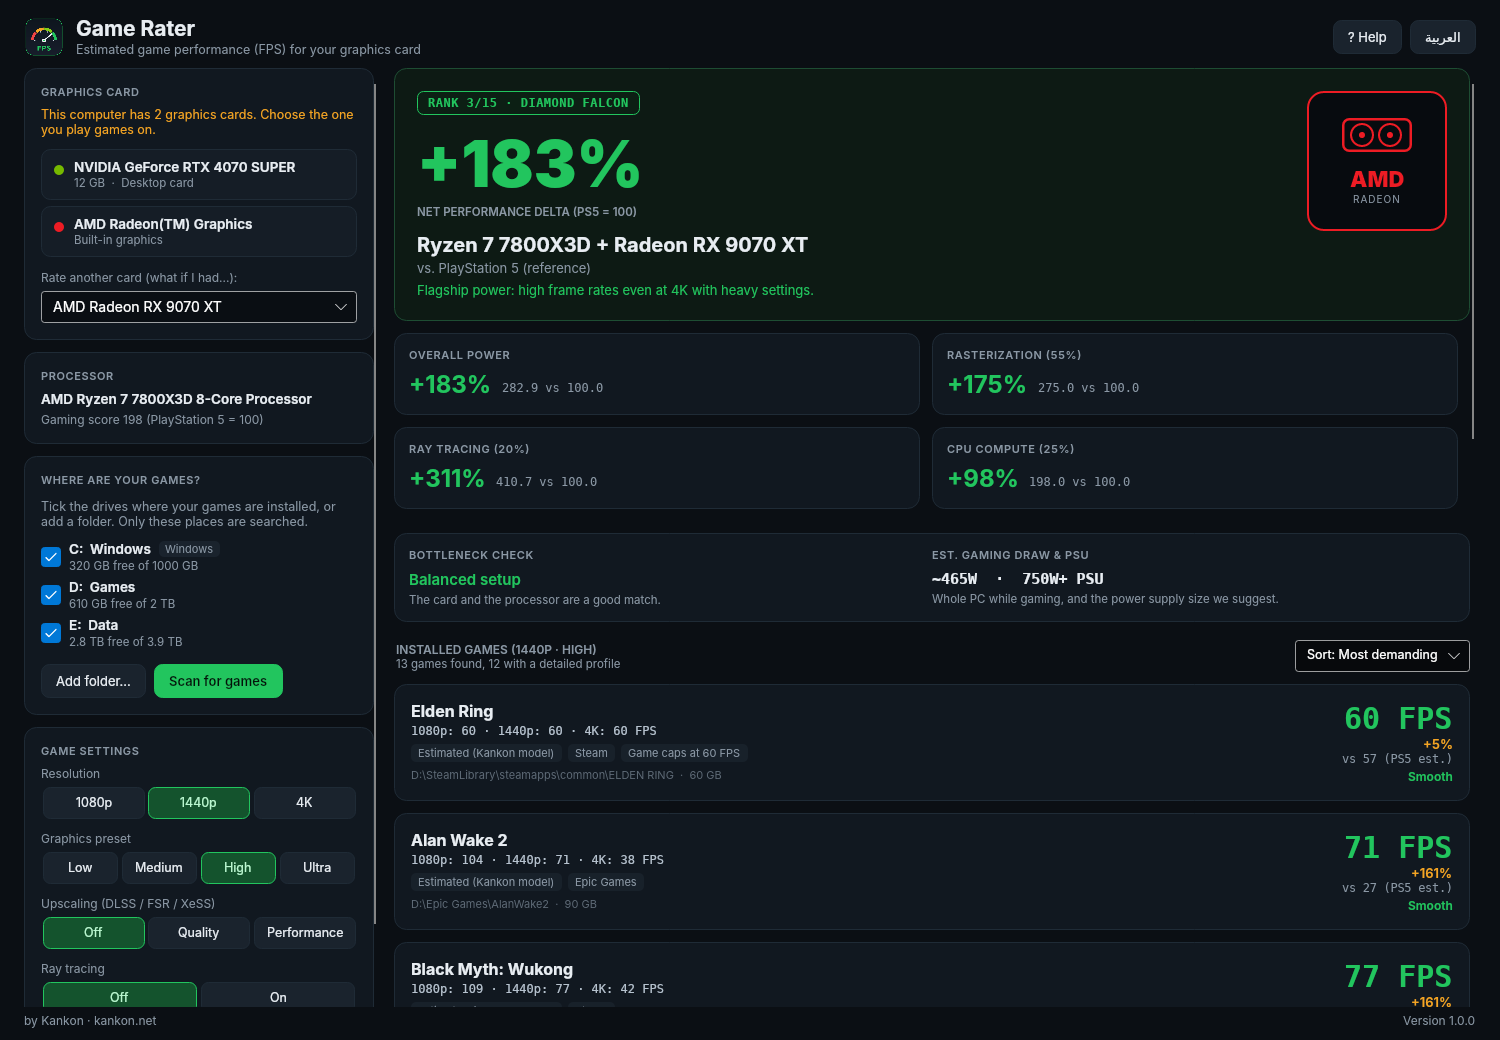 FPS
Game Rater
Estimated game performance (FPS) for your graphics card
? Help
العربية
GRAPHICS CARD
This computer has 2 graphics cards. Choose the one
you play games on.
NVIDIA GeForce RTX 4070 SUPER
12 GB · Desktop card
AMD Radeon(TM) Graphics
Built-in graphics
Rate another card (what if I had...):
AMD Radeon RX 9070 XT
PROCESSOR
AMD Ryzen 7 7800X3D 8-Core Processor
Gaming score 198 (PlayStation 5 = 100)
WHERE ARE YOUR GAMES?
Tick the drives where your games are installed, or
add a folder. Only these places are searched.
C: Windows Windows
320 GB free of 1000 GB
D: Games
610 GB free of 2 TB
E: Data
2.8 TB free of 3.9 TB
Add folder... Scan for games
GAME SETTINGS
Resolution
1080p 1440p 4K
Graphics preset
Low Medium High Ultra
Upscaling (DLSS / FSR / XeSS)
Off Quality Performance
Ray tracing
Off On
RANK 3/15 · DIAMOND FALCON
+183%
NET PERFORMANCE DELTA (PS5 = 100)
Ryzen 7 7800X3D + Radeon RX 9070 XT
vs. PlayStation 5 (reference)
Flagship power: high frame rates even at 4K with heavy settings.
AMD
RADEON
OVERALL POWER
+183% 282.9 vs 100.0
RASTERIZATION (55%)
+175% 275.0 vs 100.0
RAY TRACING (20%)
+311% 410.7 vs 100.0
CPU COMPUTE (25%)
+98% 198.0 vs 100.0
BOTTLENECK CHECK
Balanced setup
The card and the processor are a good match.
EST. GAMING DRAW & PSU
~465W · 750W+ PSU
Whole PC while gaming, and the power supply size we suggest.
INSTALLED GAMES (1440P · HIGH)
13 games found, 12 with a detailed profile
Sort: Most demanding
Elden Ring
1080p: 60 · 1440p: 60 · 4K: 60 FPS
Estimated (Kankon model) Steam Game caps at 60 FPS
D:\SteamLibrary\steamapps\common\ELDEN RING · 60 GB
60 FPS
+5%
vs 57 (PS5 est.)
Smooth
Alan Wake 2
1080p: 104 · 1440p: 71 · 4K: 38 FPS
Estimated (Kankon model) Epic Games
D:\Epic Games\AlanWake2 · 90 GB
71 FPS
+161%
vs 27 (PS5 est.)
Smooth
Black Myth: Wukong
1080p: 109 · 1440p: 77 · 4K: 42 FPS
77 FPS
+161%
by Kankon · kankon.net
Version 1.0.0